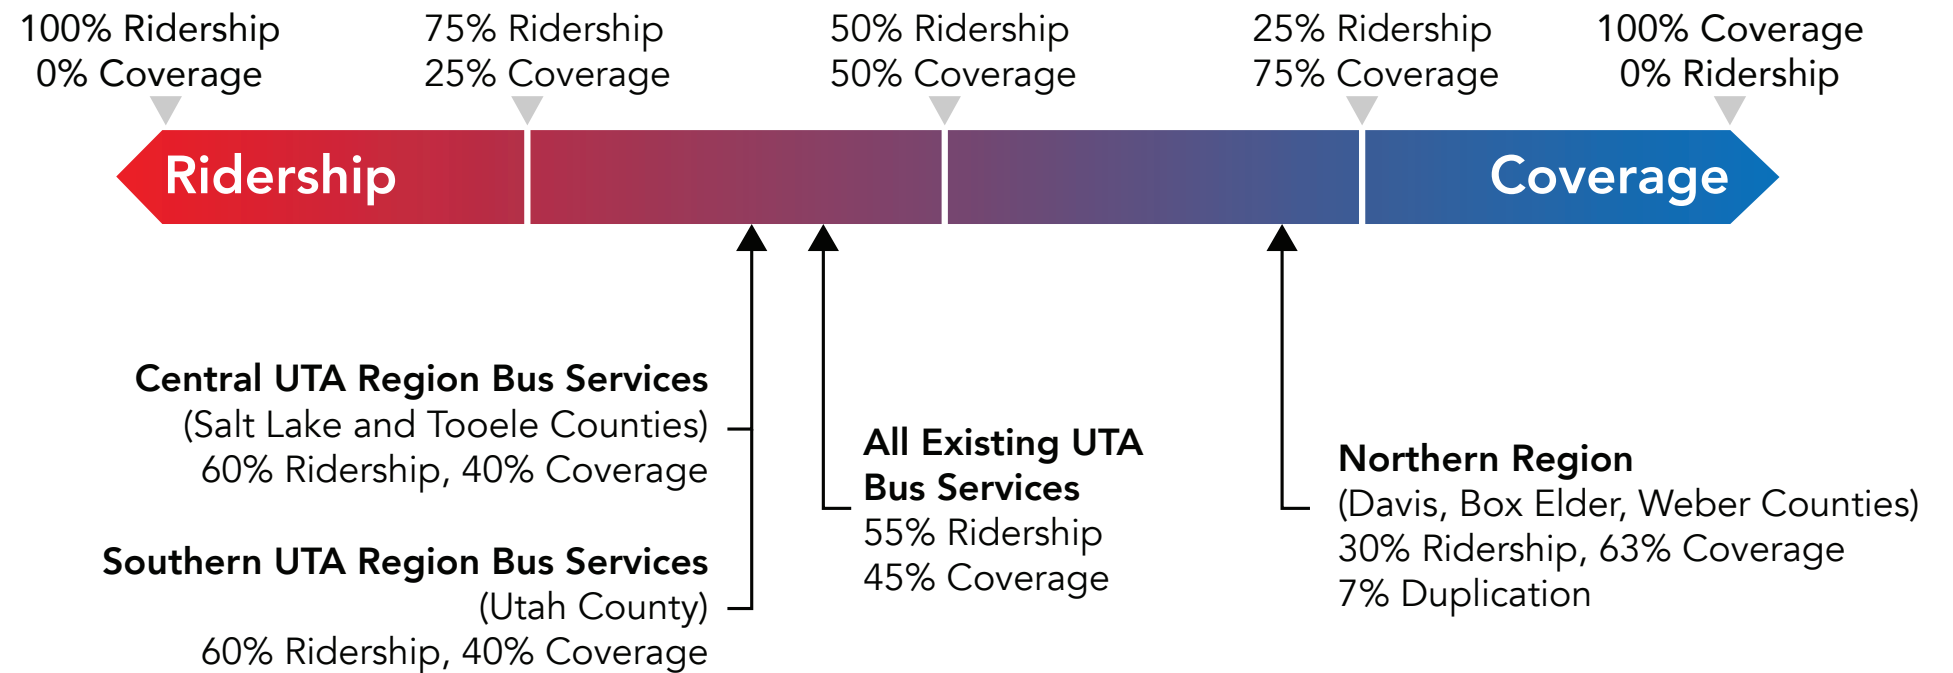 100% Ridership
0% Coverage
75% Ridership
25% Coverage
50% Ridership
50% Coverage
25% Ridership
75% Coverage
100% Coverage
0% Ridership
Ridership
Coverage
Central UTA Region Bus Services
(Salt Lake and Tooele Counties)
60% Ridership, 40% Coverage
Southern UTA Region Bus Services
(Utah County)
60% Ridership, 40% Coverage
All Existing UTA
Bus Services
55% Ridership
45% Coverage
Northern Region
(Davis, Box Elder, Weber Counties)
30% Ridership, 63% Coverage
7% Duplication